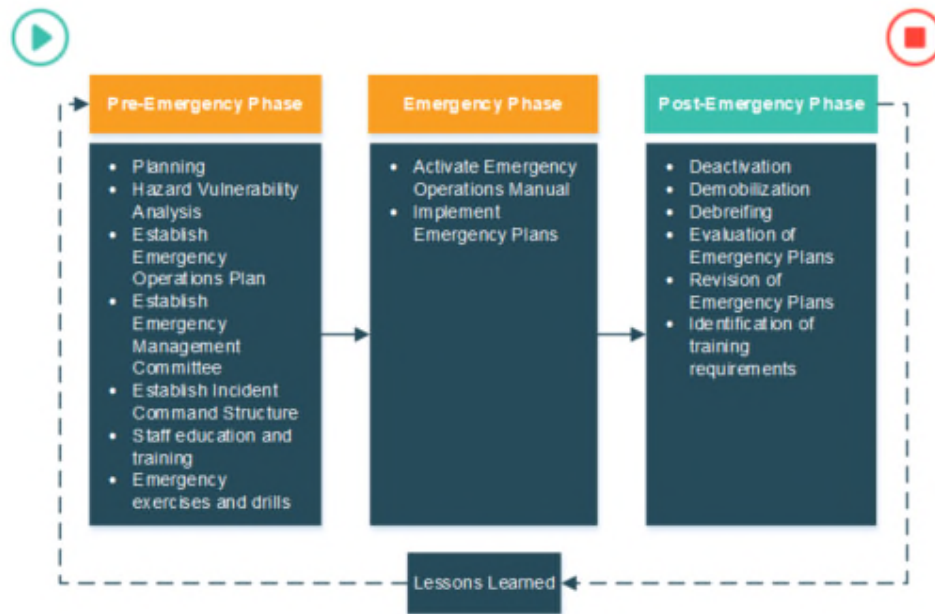 Pre-Emergency Phase
Planning
Hazard Vulnerability
Analysis
Establish
Emergency
Operations Plan
Establish
Emergency
Management
Committee
Establish Incident
Command Structure
Staff education and
training
Emergency
exercises and drills
Emergency Phase
Activate Emergency
Operations Manual
Implement
Emergency Plans
Post-Emergency Phase
Deactivation
Demobilization
Debreifing
Evaluation of
Emergency Plans
Revision of
Emergency Plans
Identification of
training
requirements
Lessons Learned